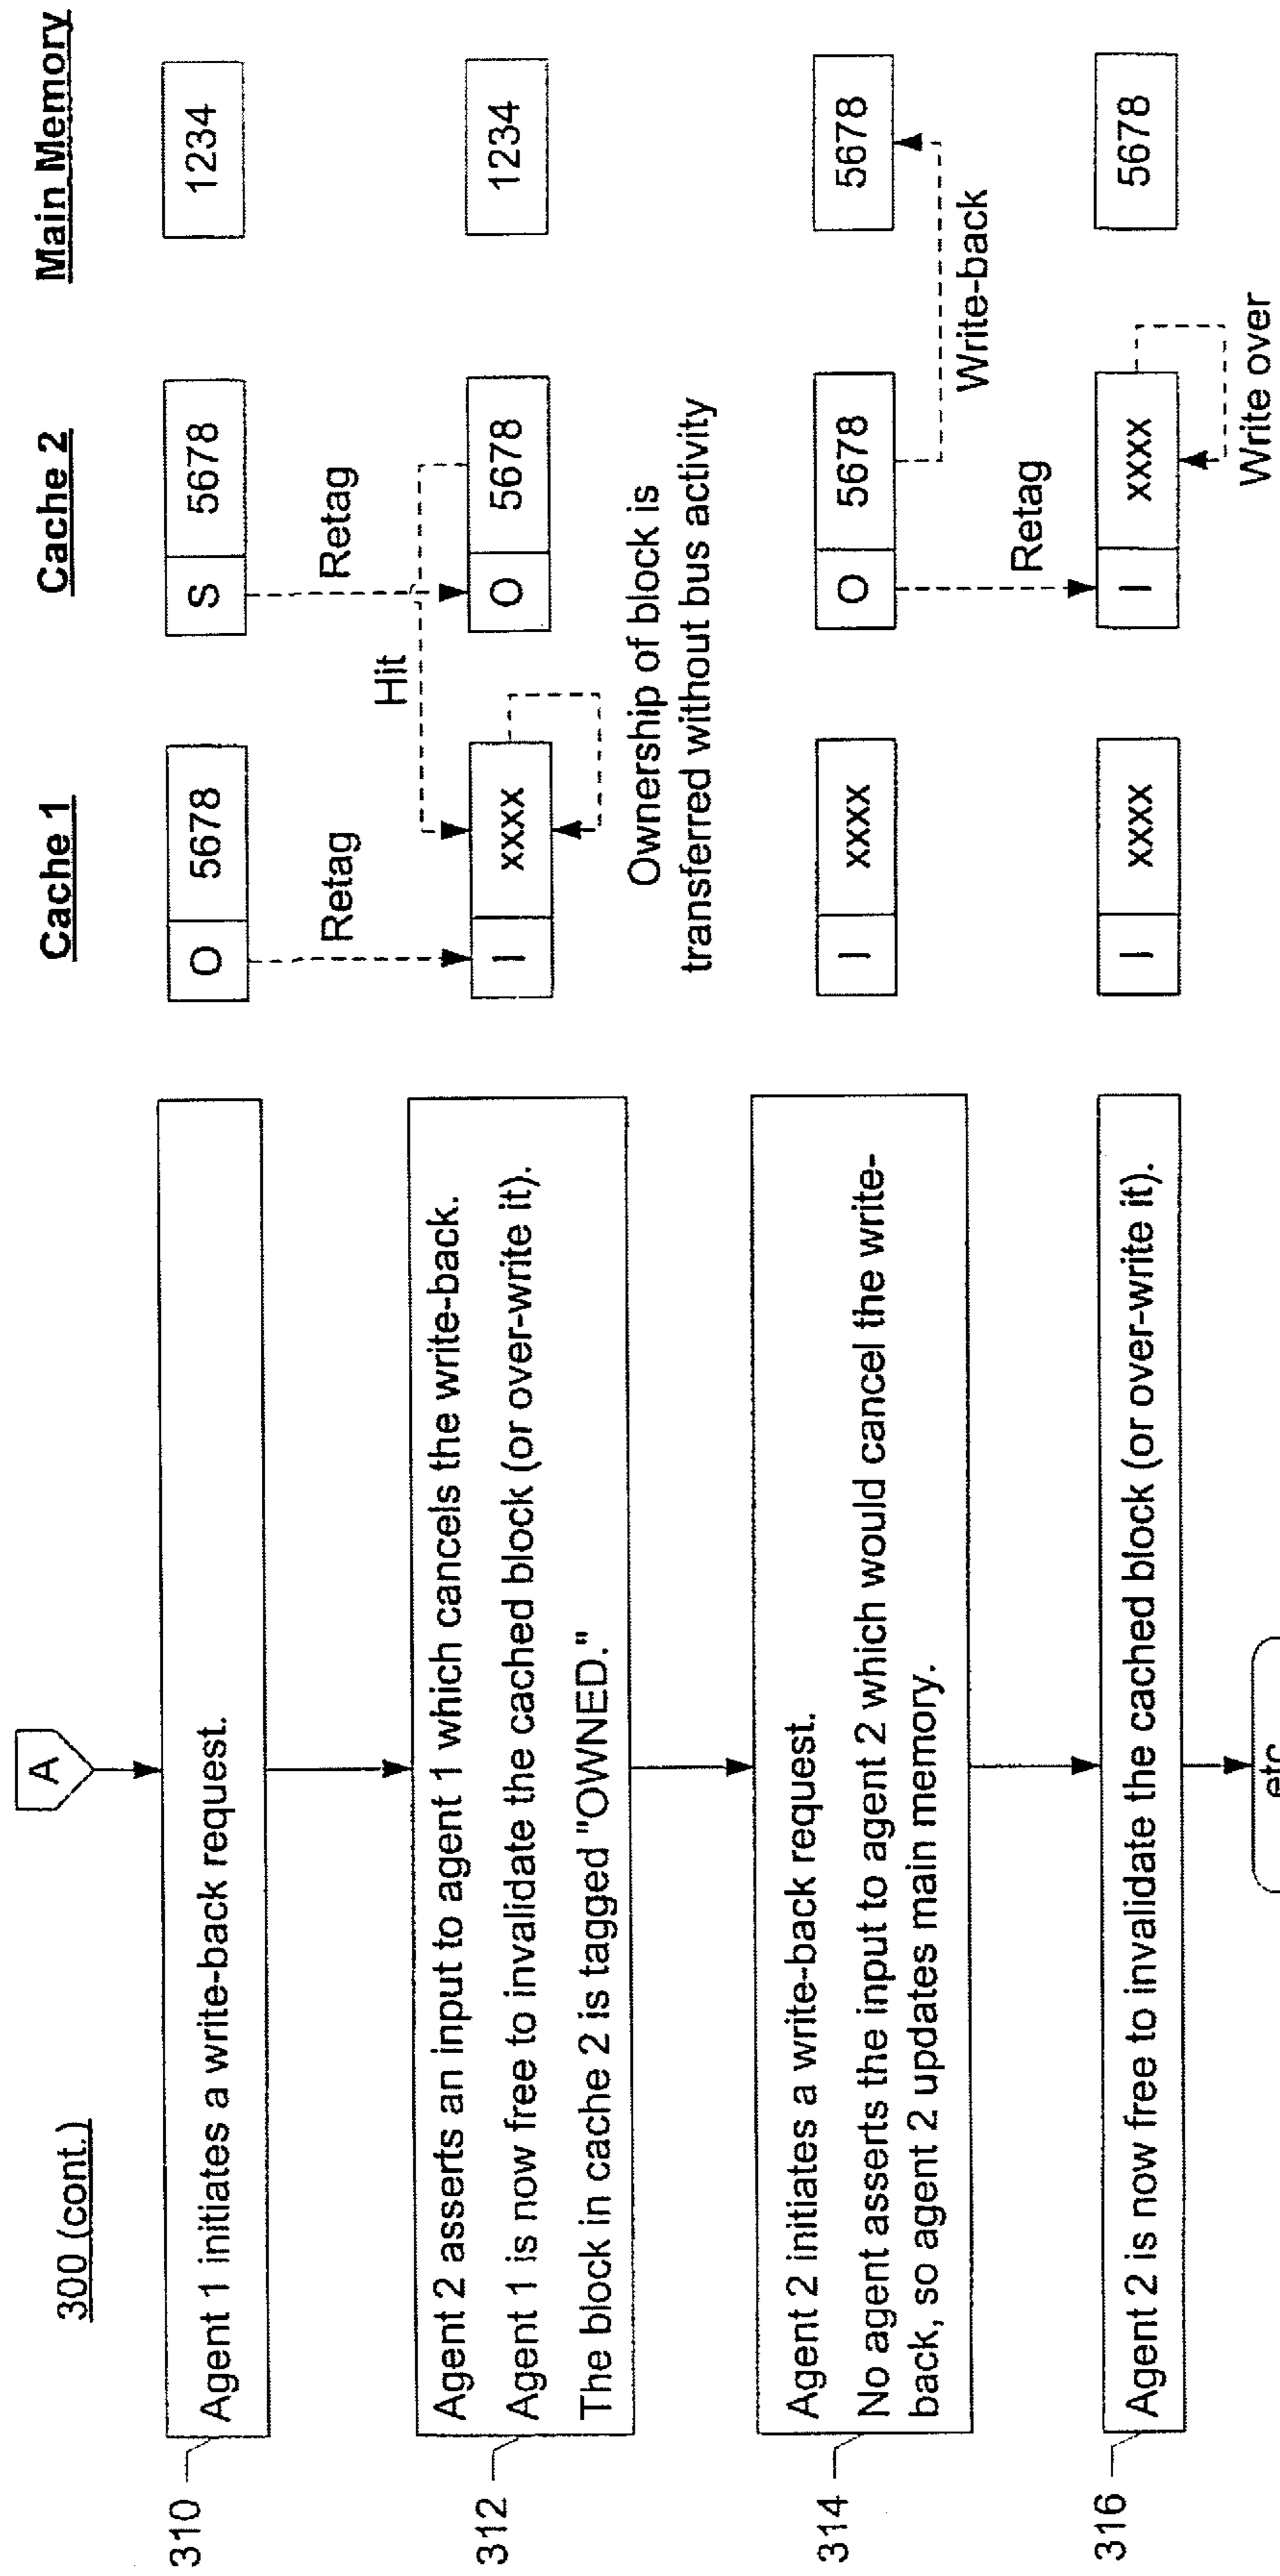 300 (cont.)
A
Cache 1
Cache 2
Main Memory
310
Agent 1 initiates a write-back request.
O 5678
S 5678
1234
Retag
Hit
Retag
312
Agent 2 asserts an input to agent 1 which cancels the write-back.
Agent 1 is now free to invalidate the cached block (or over-write it).
The block in cache 2 is tagged "OWNED."
I xxxx
O 5678
1234
Ownership of block is
transferred without bus activity
314
Agent 2 initiates a write-back request.
No agent asserts the input to agent 2 which would cancel the write-
back, so agent 2 updates main memory.
I xxxx
O 5678
5678
Retag
Write-back
316
Agent 2 is now free to invalidate the cached block (or over-write it).
I xxxx
I xxxx
5678
Write over
etc